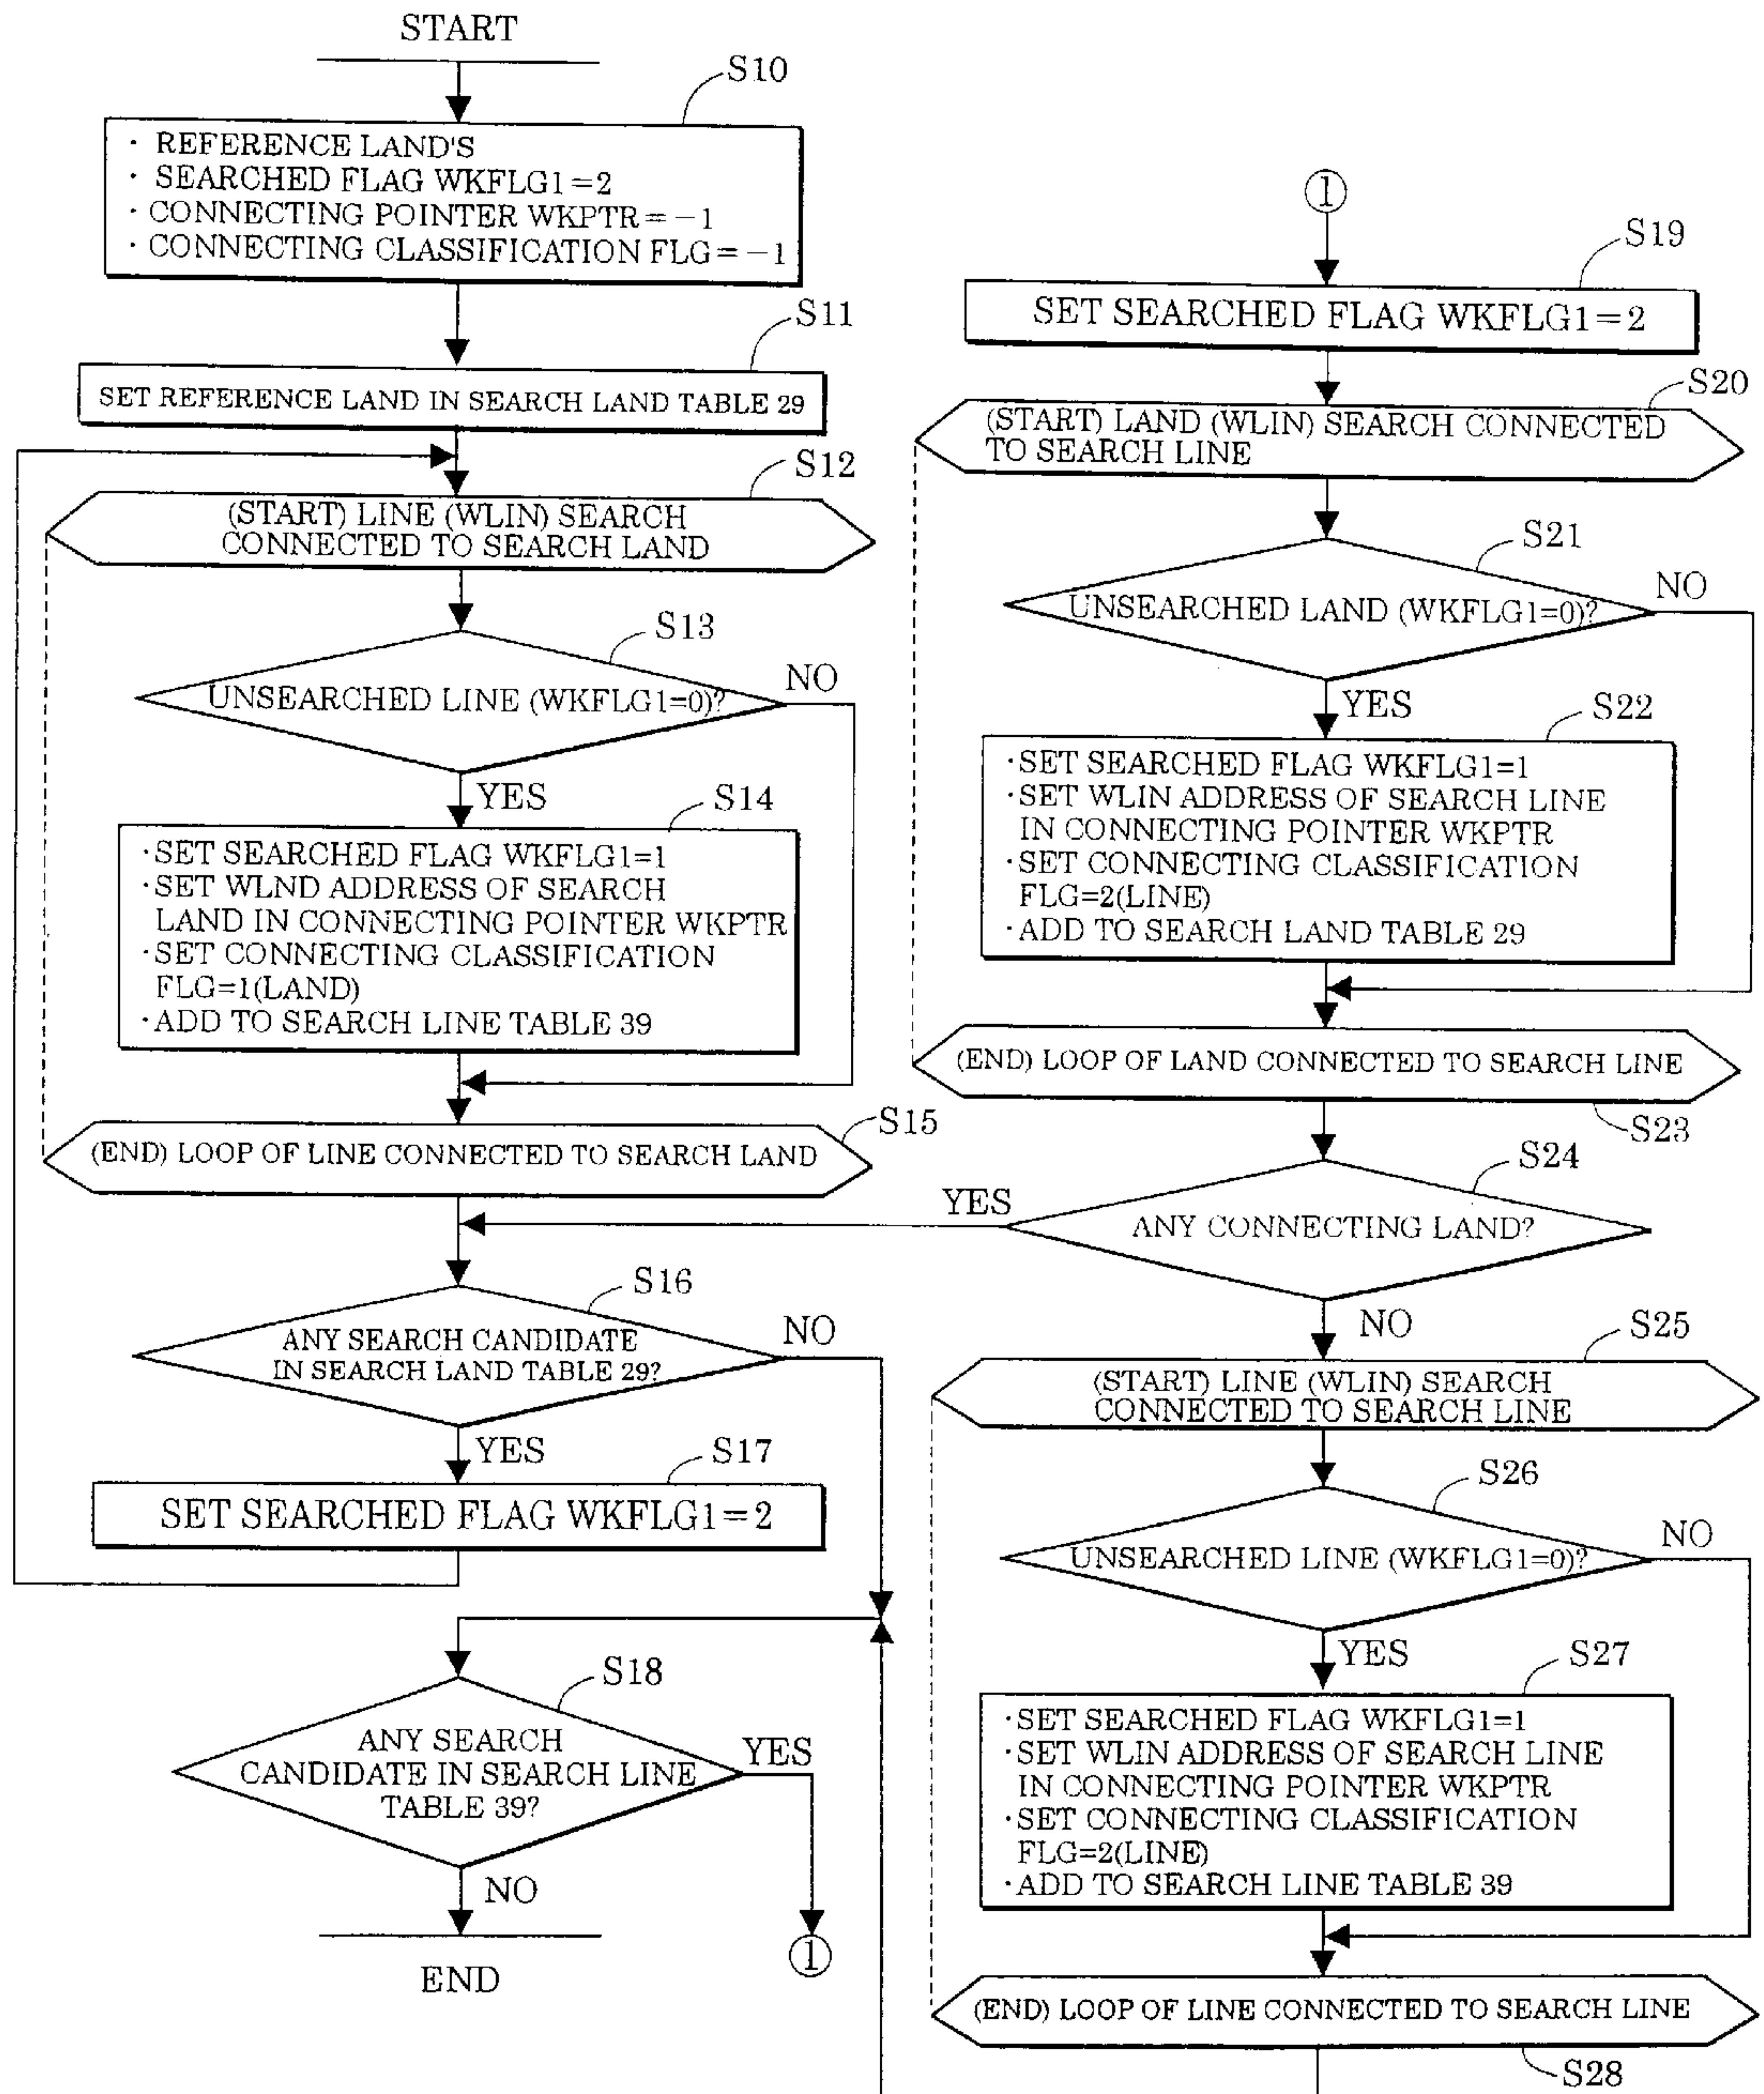 START
S10
· REFERENCE LAND'S
· SEARCHED FLAG WKFLG1=2
· CONNECTING POINTER WKPTR=−1
· CONNECTING CLASSIFICATION FLG=−1
S11
SET REFERENCE LAND IN SEARCH LAND TABLE 29
S12
(START) LINE (WLIN) SEARCH
CONNECTED TO SEARCH LAND
S13
UNSEARCHED LINE (WKFLG1=0)?
NO
YES
S14
·SET SEARCHED FLAG WKFLG1=1
·SET WLND ADDRESS OF SEARCH
LAND IN CONNECTING POINTER WKPTR
·SET CONNECTING CLASSIFICATION
FLG=1(LAND)
·ADD TO SEARCH LINE TABLE 39
S15
(END) LOOP OF LINE CONNECTED TO SEARCH LAND
S16
ANY SEARCH CANDIDATE
IN SEARCH LAND TABLE 29?
NO
YES
S17
SET SEARCHED FLAG WKFLG1=2
S18
ANY SEARCH
CANDIDATE IN SEARCH LINE
TABLE 39?
YES
NO
END
①
①
S19
SET SEARCHED FLAG WKFLG1=2
S20
(START) LAND (WLIN) SEARCH CONNECTED
TO SEARCH LINE
S21
UNSEARCHED LAND (WKFLG1=0)?
NO
YES
S22
·SET SEARCHED FLAG WKFLG1=1
·SET WLIN ADDRESS OF SEARCH LINE
IN CONNECTING POINTER WKPTR
·SET CONNECTING CLASSIFICATION
FLG=2(LINE)
·ADD TO SEARCH LAND TABLE 29
(END) LOOP OF LAND CONNECTED TO SEARCH LINE
S23
S24
YES
ANY CONNECTING LAND?
NO
S25
(START) LINE (WLIN) SEARCH
CONNECTED TO SEARCH LINE
S26
UNSEARCHED LINE (WKFLG1=0)?
NO
YES
S27
·SET SEARCHED FLAG WKFLG1=1
·SET WLIN ADDRESS OF SEARCH LINE
IN CONNECTING POINTER WKPTR
·SET CONNECTING CLASSIFICATION
FLG=2(LINE)
·ADD TO SEARCH LINE TABLE 39
(END) LOOP OF LINE CONNECTED TO SEARCH LINE
S28